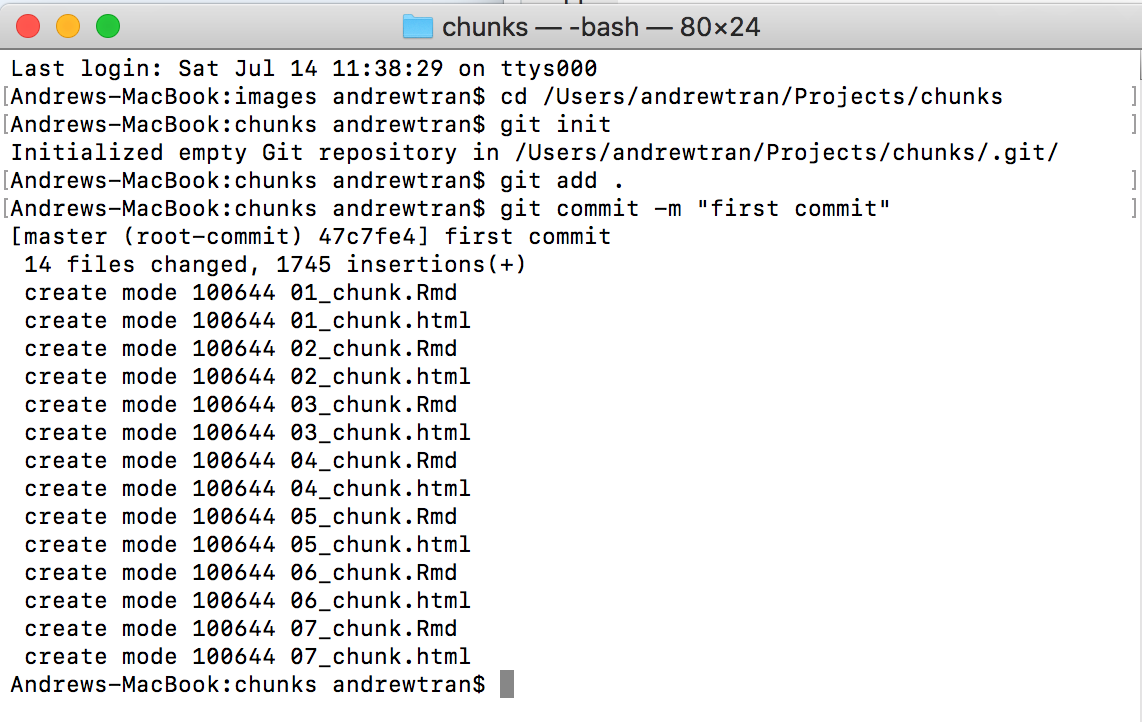 chunks — -bash — 80×24
Last login: Sat Jul 14 11:38:29 on ttys000
[Andrews-MacBook:images andrewtran$ cd /Users/andrewtran/Projects/chunks ]
[Andrews-MacBook:chunks andrewtran$ git init ]
Initialized empty Git repository in /Users/andrewtran/Projects/chunks/.git/
[Andrews-MacBook:chunks andrewtran$ git add . ]
[Andrews-MacBook:chunks andrewtran$ git commit -m "first commit" ]
[master (root-commit) 47c7fe4] first commit
 14 files changed, 1745 insertions(+)
 create mode 100644 01_chunk.Rmd
 create mode 100644 01_chunk.html
 create mode 100644 02_chunk.Rmd
 create mode 100644 02_chunk.html
 create mode 100644 03_chunk.Rmd
 create mode 100644 03_chunk.html
 create mode 100644 04_chunk.Rmd
 create mode 100644 04_chunk.html
 create mode 100644 05_chunk.Rmd
 create mode 100644 05_chunk.html
 create mode 100644 06_chunk.Rmd
 create mode 100644 06_chunk.html
 create mode 100644 07_chunk.Rmd
 create mode 100644 07_chunk.html
Andrews-MacBook:chunks andrewtran$